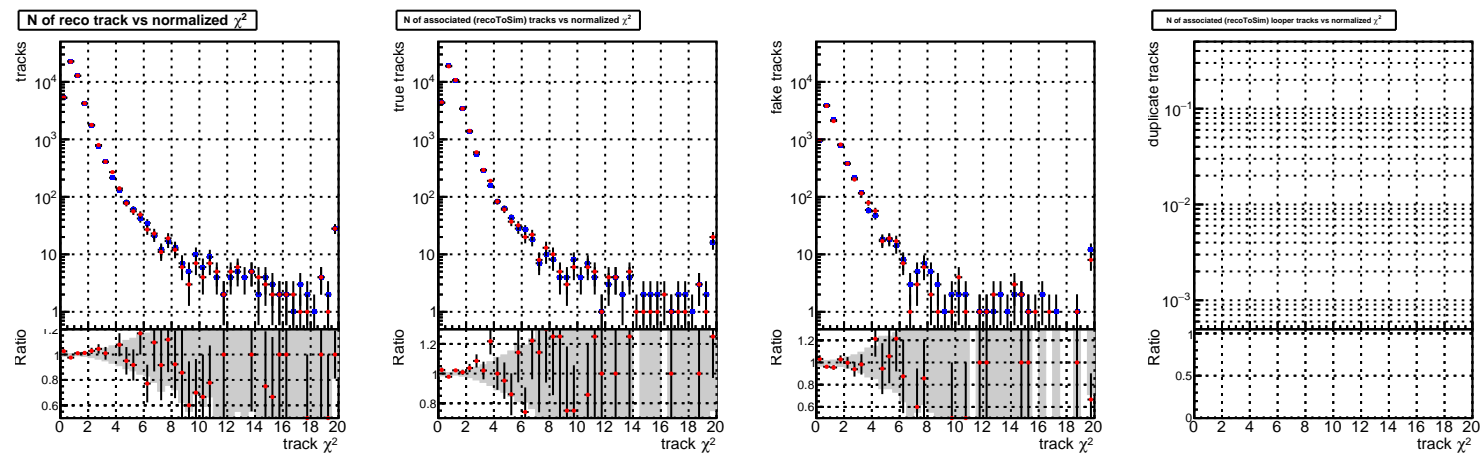 N of reco track vs normalized χ²
tracks
10⁴
10³
10²
10
1
Ratio
1.2
1
0.8
0.6
0 2 4 6 8 10 12 14 16 18 20
track χ²
N of associated (recoToSim) tracks vs normalized χ²
true tracks
10⁴
10³
10²
10
1
Ratio
1.2
1
0.8
0 2 4 6 8 10 12 14 16 18 20
track χ²
fake tracks
10⁴
10³
10²
10
1
Ratio
1.2
1
0.8
0.6
0 2 4 6 8 10 12 14 16 18 20
track χ²
N of associated (recoToSim) looper tracks vs normalized χ²
duplicate tracks
10⁻¹
10⁻²
10⁻³
Ratio
1
0.5
0
0 2 4 6 8 10 12 14 16 18 20
track χ²